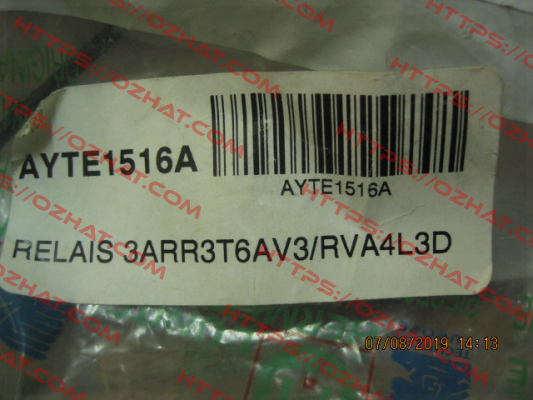 AYTE1516A
AYTE1516A
RELAIS 3ARR3T6AV3/RVA4L3D
07/08/2019 14:13
HTTPS://OZHAT.COM